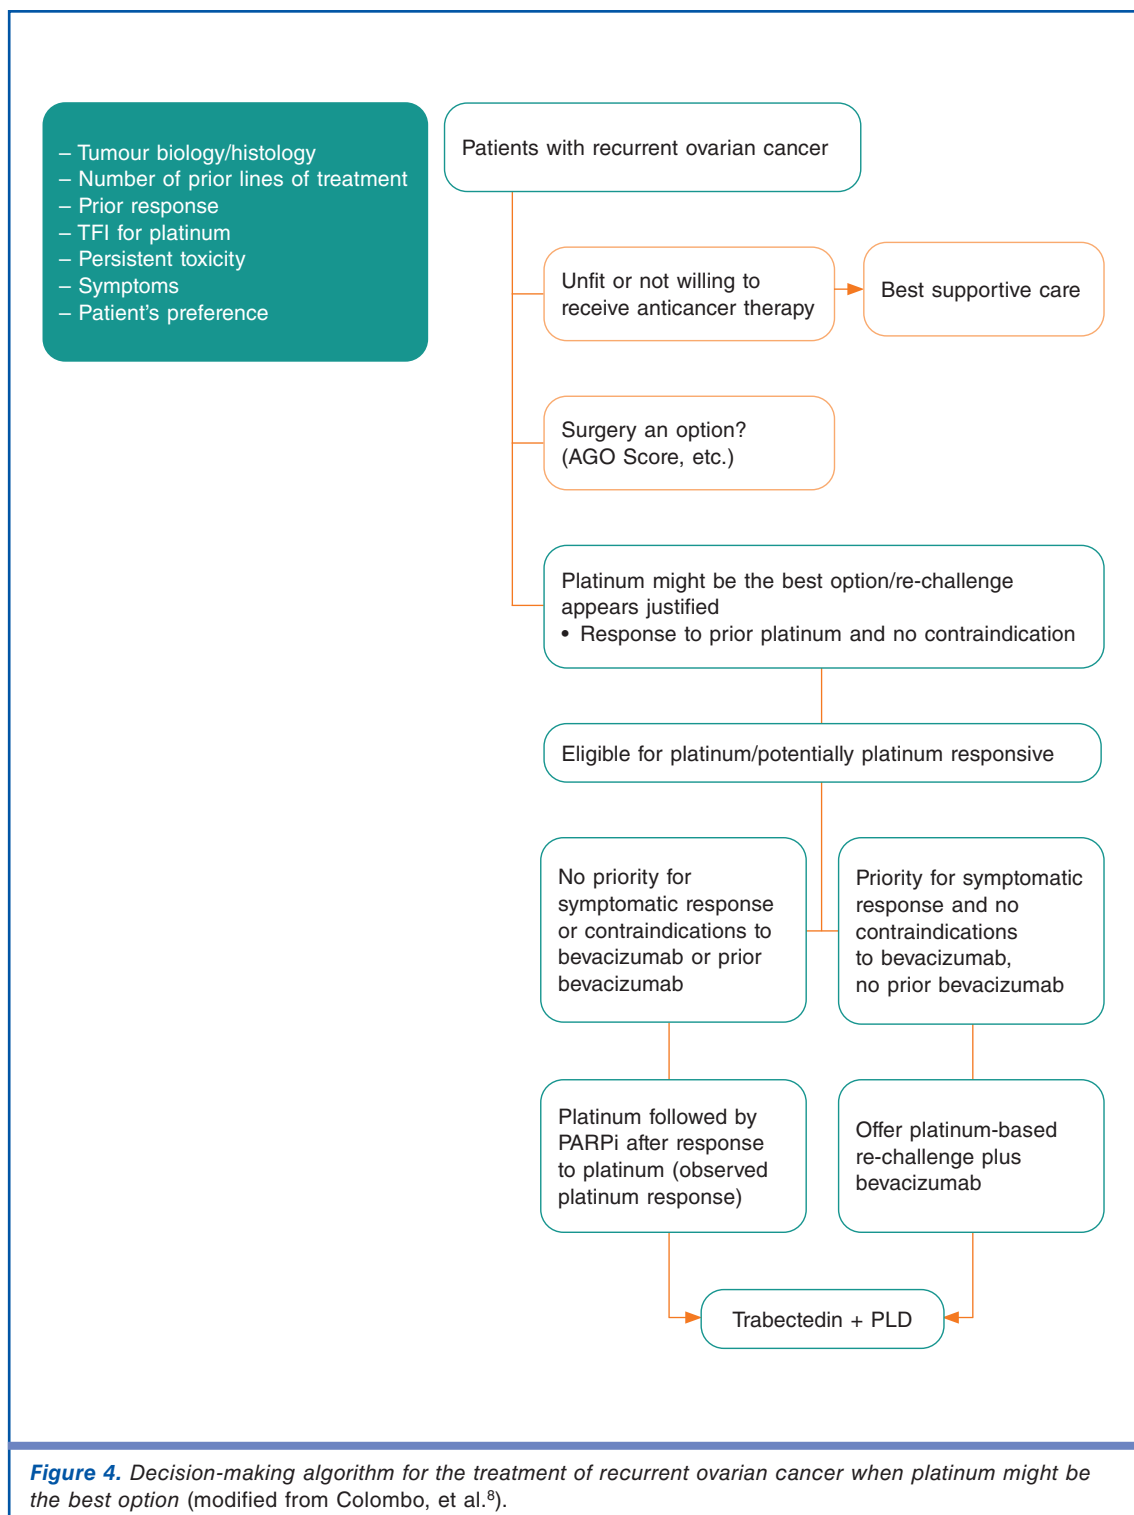 – Tumour biology/histology
– Number of prior lines of treatment
– Prior response
– TFI for platinum
– Persistent toxicity
– Symptoms
– Patient's preference
Patients with recurrent ovarian cancer
Unfit or not willing to
receive anticancer therapy
Best supportive care
Surgery an option?
(AGO Score, etc.)
Platinum might be the best option/re-challenge
appears justified
• Response to prior platinum and no contraindication
Eligible for platinum/potentially platinum responsive
No priority for
symptomatic response
or contraindications to
bevacizumab or prior
bevacizumab
Priority for symptomatic
response and no
contraindications
to bevacizumab,
no prior bevacizumab
Platinum followed by
PARPi after response
to platinum (observed
platinum response)
Offer platinum-based
re-challenge plus
bevacizumab
Trabectedin + PLD
Figure 4. Decision-making algorithm for the treatment of recurrent ovarian cancer when platinum might be
the best option (modified from Colombo, et al.⁸).